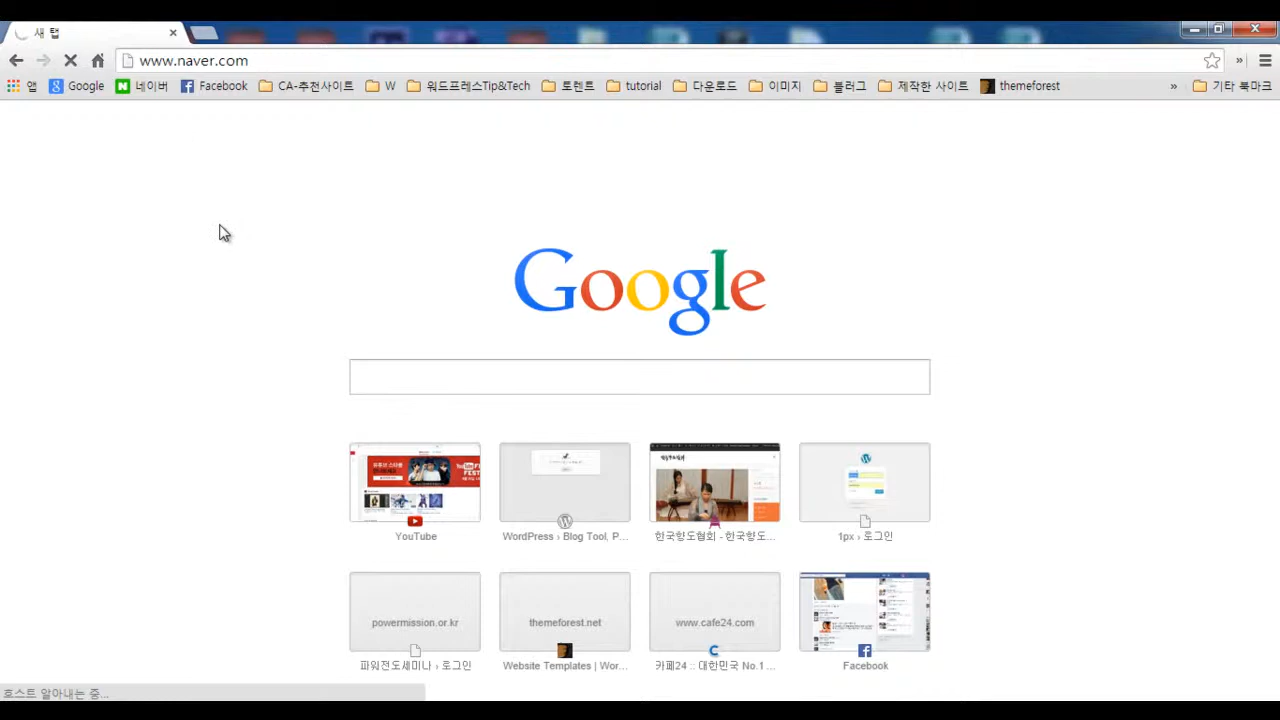 새 탭
www.naver.com
앱 Google 네이버 Facebook CA-추천사이트 W 워드프레스Tip&Tech 토렌트 tutorial 다운로드 이미지 블러그 제작한 사이트 themeforest » 기타 북마크
Google
YouTube WordPress › Blog Tool, P... 한국향도협회 - 한국향도... 1px › 로그인
powermission.or.kr themeforest.net www.cafe24.com
파워전도세미나 › 로그인 Website Templates | Wor... 카페24 :: 대한민국 No.1 ... Facebook
호스트 알아내는 중...